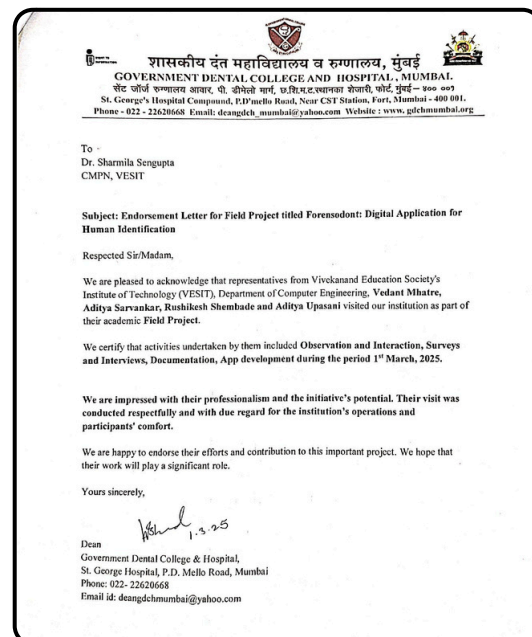 शासकीय दंत महाविद्यालय व रुग्णालय, मुंबई
GOVERNMENT DENTAL COLLEGE AND HOSPITAL, MUMBAI.
सेंट जॉर्ज रुग्णालय आवार, पी. डीमेलो मार्ग, छ.शि.म.ट.स्थानका शेजारी, फोर्ट, मुंबई – ४०० ००१
St. George's Hospital Compound, P.D'mello Road, Near CST Station, Fort, Mumbai - 400 001.
Phone - 022 - 22620668 Email: deangdch_mumbai@yahoo.com Website : www. gdchmumbai.org
To -
Dr. Sharmila Sengupta
CMPN, VESIT
Subject: Endorsement Letter for Field Project titled Forensodont: Digital Application for
Human Identification
Respected Sir/Madam,
We are pleased to acknowledge that representatives from Vivekanand Education Society's
Institute of Technology (VESIT), Department of Computer Engineering, Vedant Mhatre,
Aditya Sarvankar, Rushikesh Shembade and Aditya Upasani visited our institution as part of
their academic Field Project.
We certify that activities undertaken by them included Observation and Interaction, Surveys
and Interviews, Documentation, App development during the period 1st March, 2025.
We are impressed with their professionalism and the initiative's potential. Their visit was
conducted respectfully and with due regard for the institution's operations and
participants' comfort.
We are happy to endorse their efforts and contribution to this important project. We hope that
their work will play a significant role.
Yours sincerely,
1.3.25
Dean
Government Dental College & Hospital,
St. George Hospital, P.D. Mello Road, Mumbai
Phone: 022- 22620668
Email id: deangdchmumbai@yahoo.com